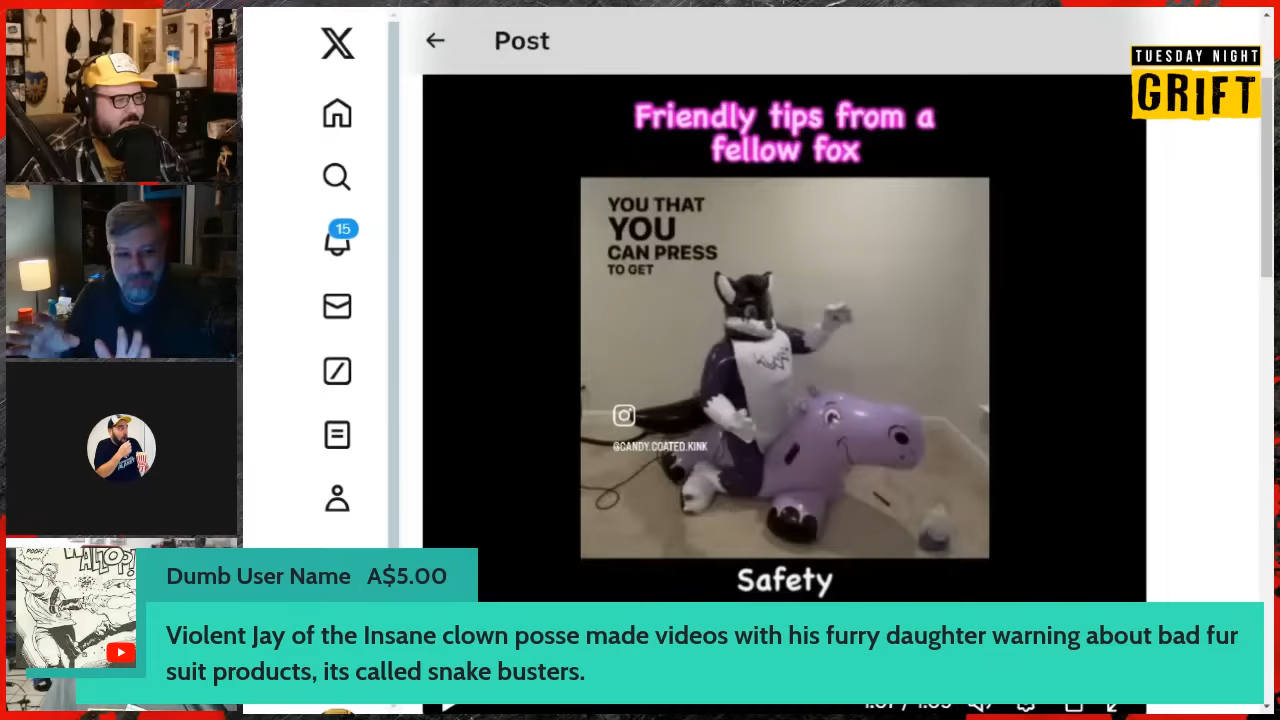 Post
TUESDAY NIGHT
GRIFT
Friendly tips from a
fellow fox
YOU THAT
YOU
CAN PRESS
TO GET
15
@CANDY.COATED.KINK
Safety
WALLOP!
Dumb User Name A$5.00
Violent Jay of the Insane clown posse made videos with his furry daughter warning about bad fur
suit products, its called snake busters.